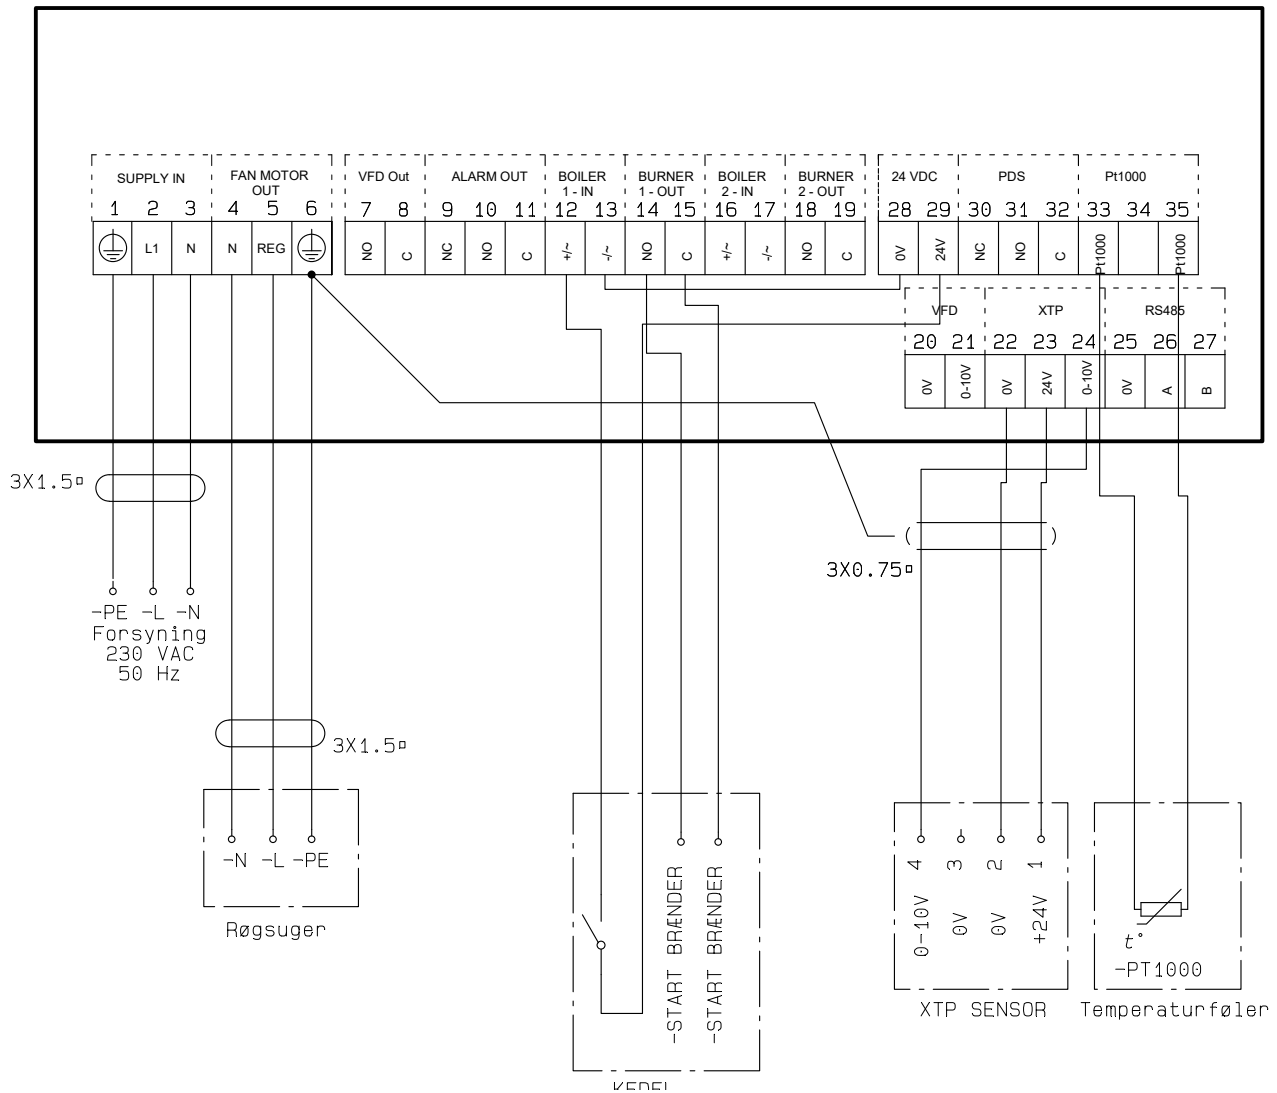 SUPPLY IN FAN MOTOR OUT VFD Out ALARM OUT BOILER 1 - IN BURNER 1 - OUT BOILER 2 - IN BURNER 2 - OUT 24 VDC PDS Pt1000
1 2 3 4 5 6 7 8 9 10 11 12 13 14 15 16 17 18 19 28 29 30 31 32 33 34 35
L1 N N REG NO C NC NO C +/~ -/~ NO C +/~ -/~ NO C 0V 24V NC NO C Pt1000 Pt1000
VFD XTP RS485
20 21 22 23 24 25 26 27
0V 0-10V 0V 24V 0-10V 0V A B
3X1.5¤
3X0.75¤
-PE -L -N
Forsyning
230 VAC
50 Hz
3X1.5¤
-N -L -PE
Røgsuger
-START BRÆNDER
-START BRÆNDER
4 3 2 1
0-10V 0V 0V +24V
XTP SENSOR
t°
-PT1000
Temperaturføler
KEDEL